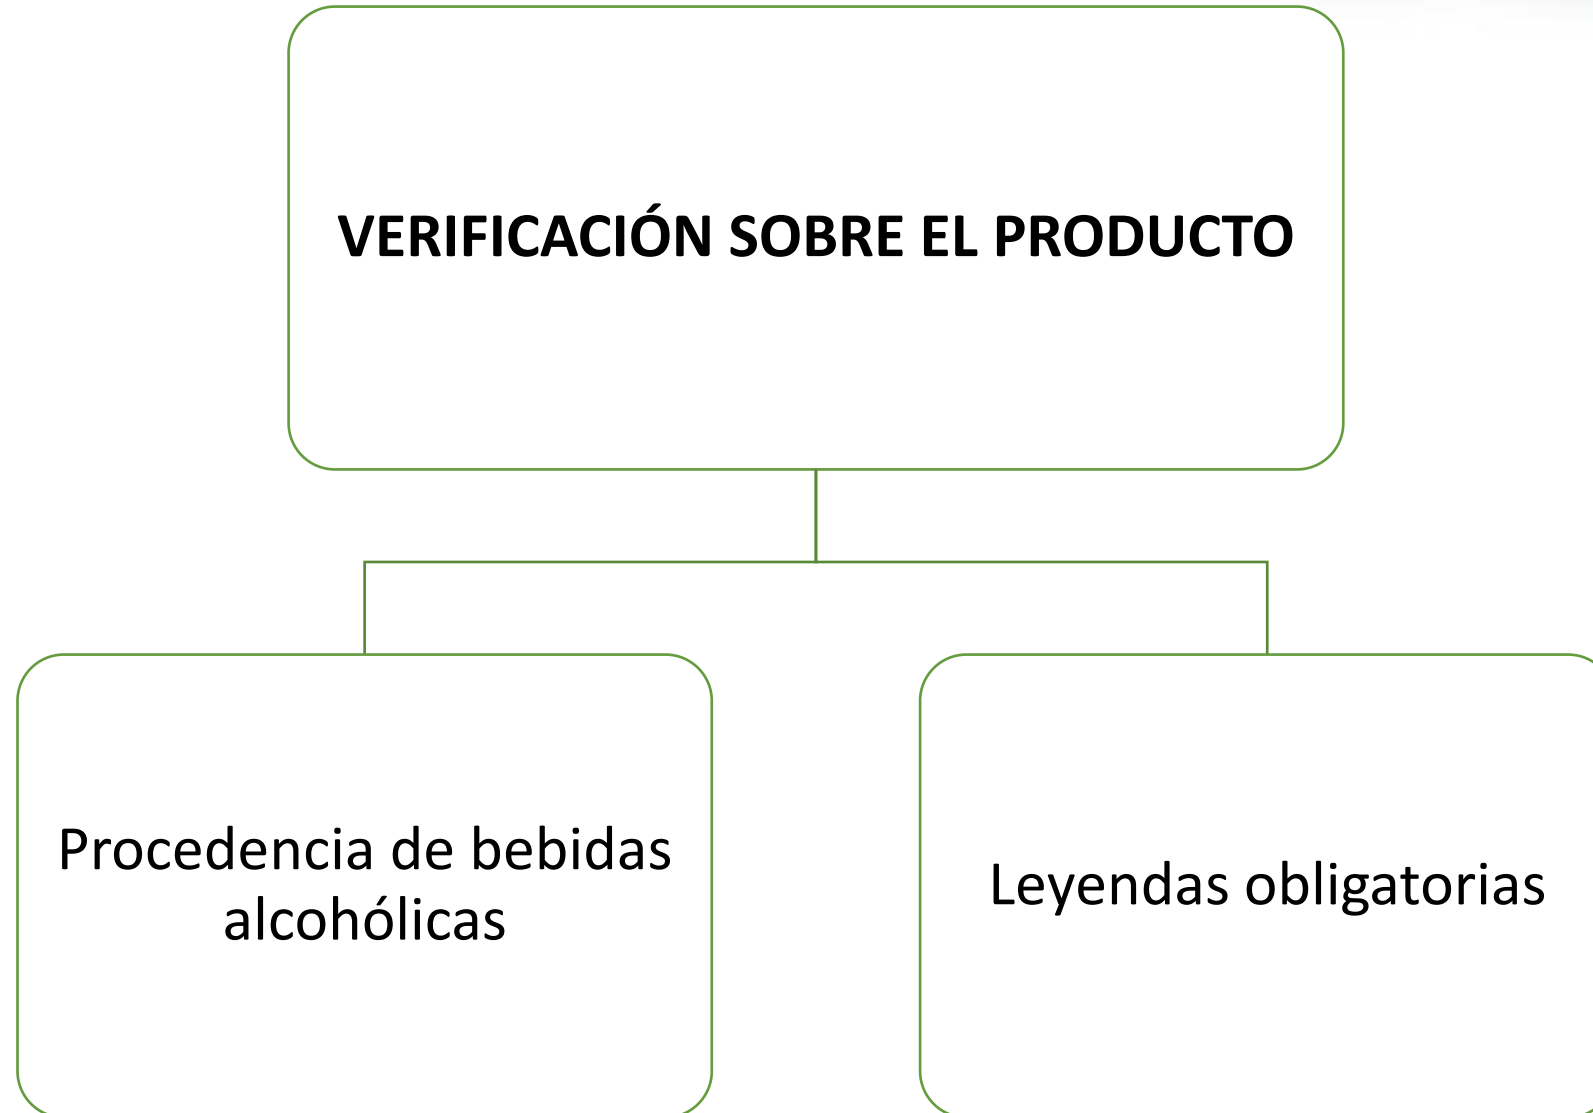 VERIFICACIÓN SOBRE EL PRODUCTO
Procedencia de bebidas
alcohólicas
Leyendas obligatorias